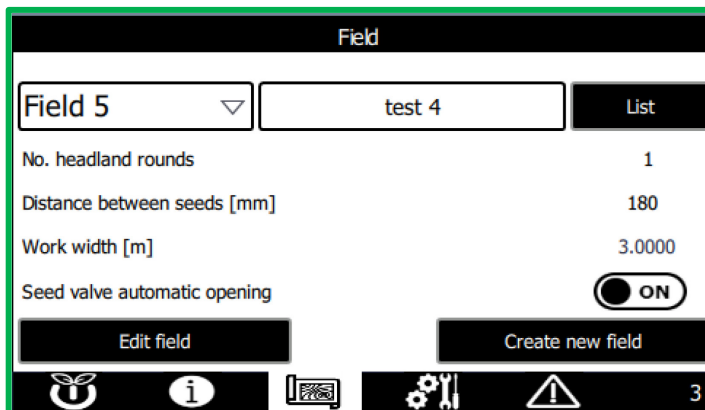 Field
Field 5 test 4 List
No. headland rounds 1
Distance between seeds [mm] 180
Work width [m] 3.0000
Seed valve automatic opening ON
Edit field Create new field
3